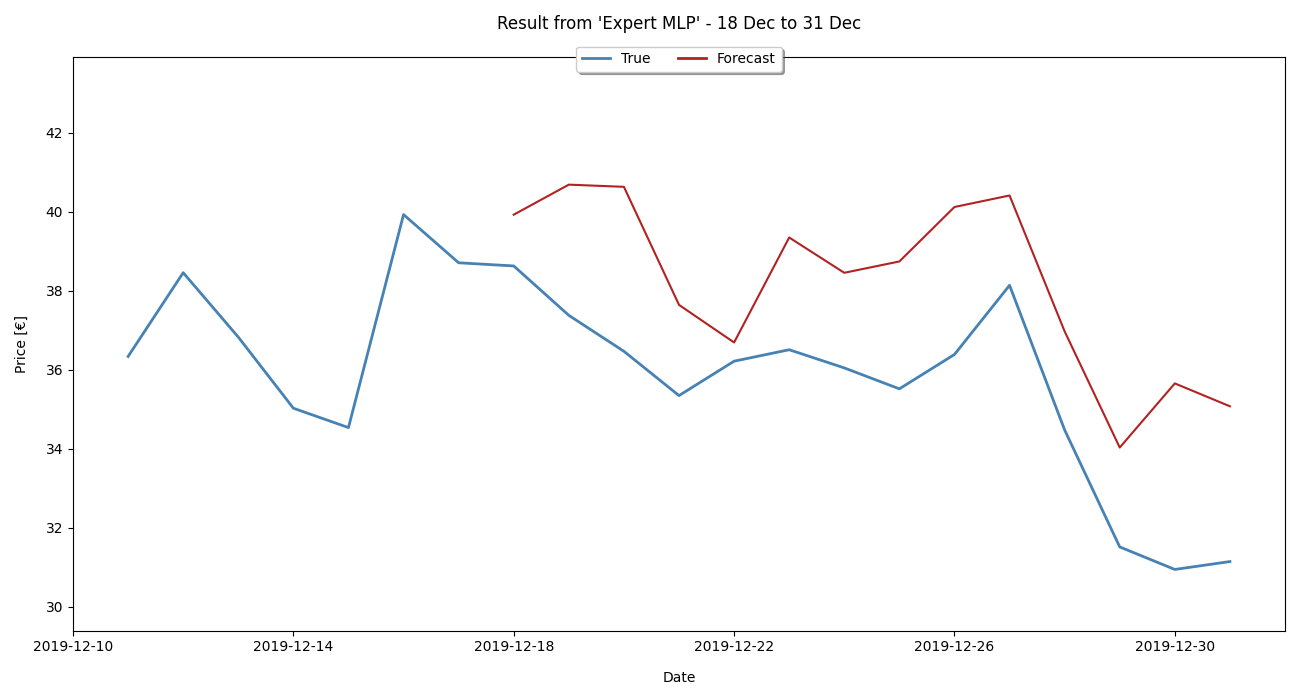 Result from 'Expert MLP' - 18 Dec to 31 Dec
True Forecast
Price [€]
42
40
38
36
34
32
30
2019-12-10 2019-12-14 2019-12-18 2019-12-22 2019-12-26 2019-12-30
Date